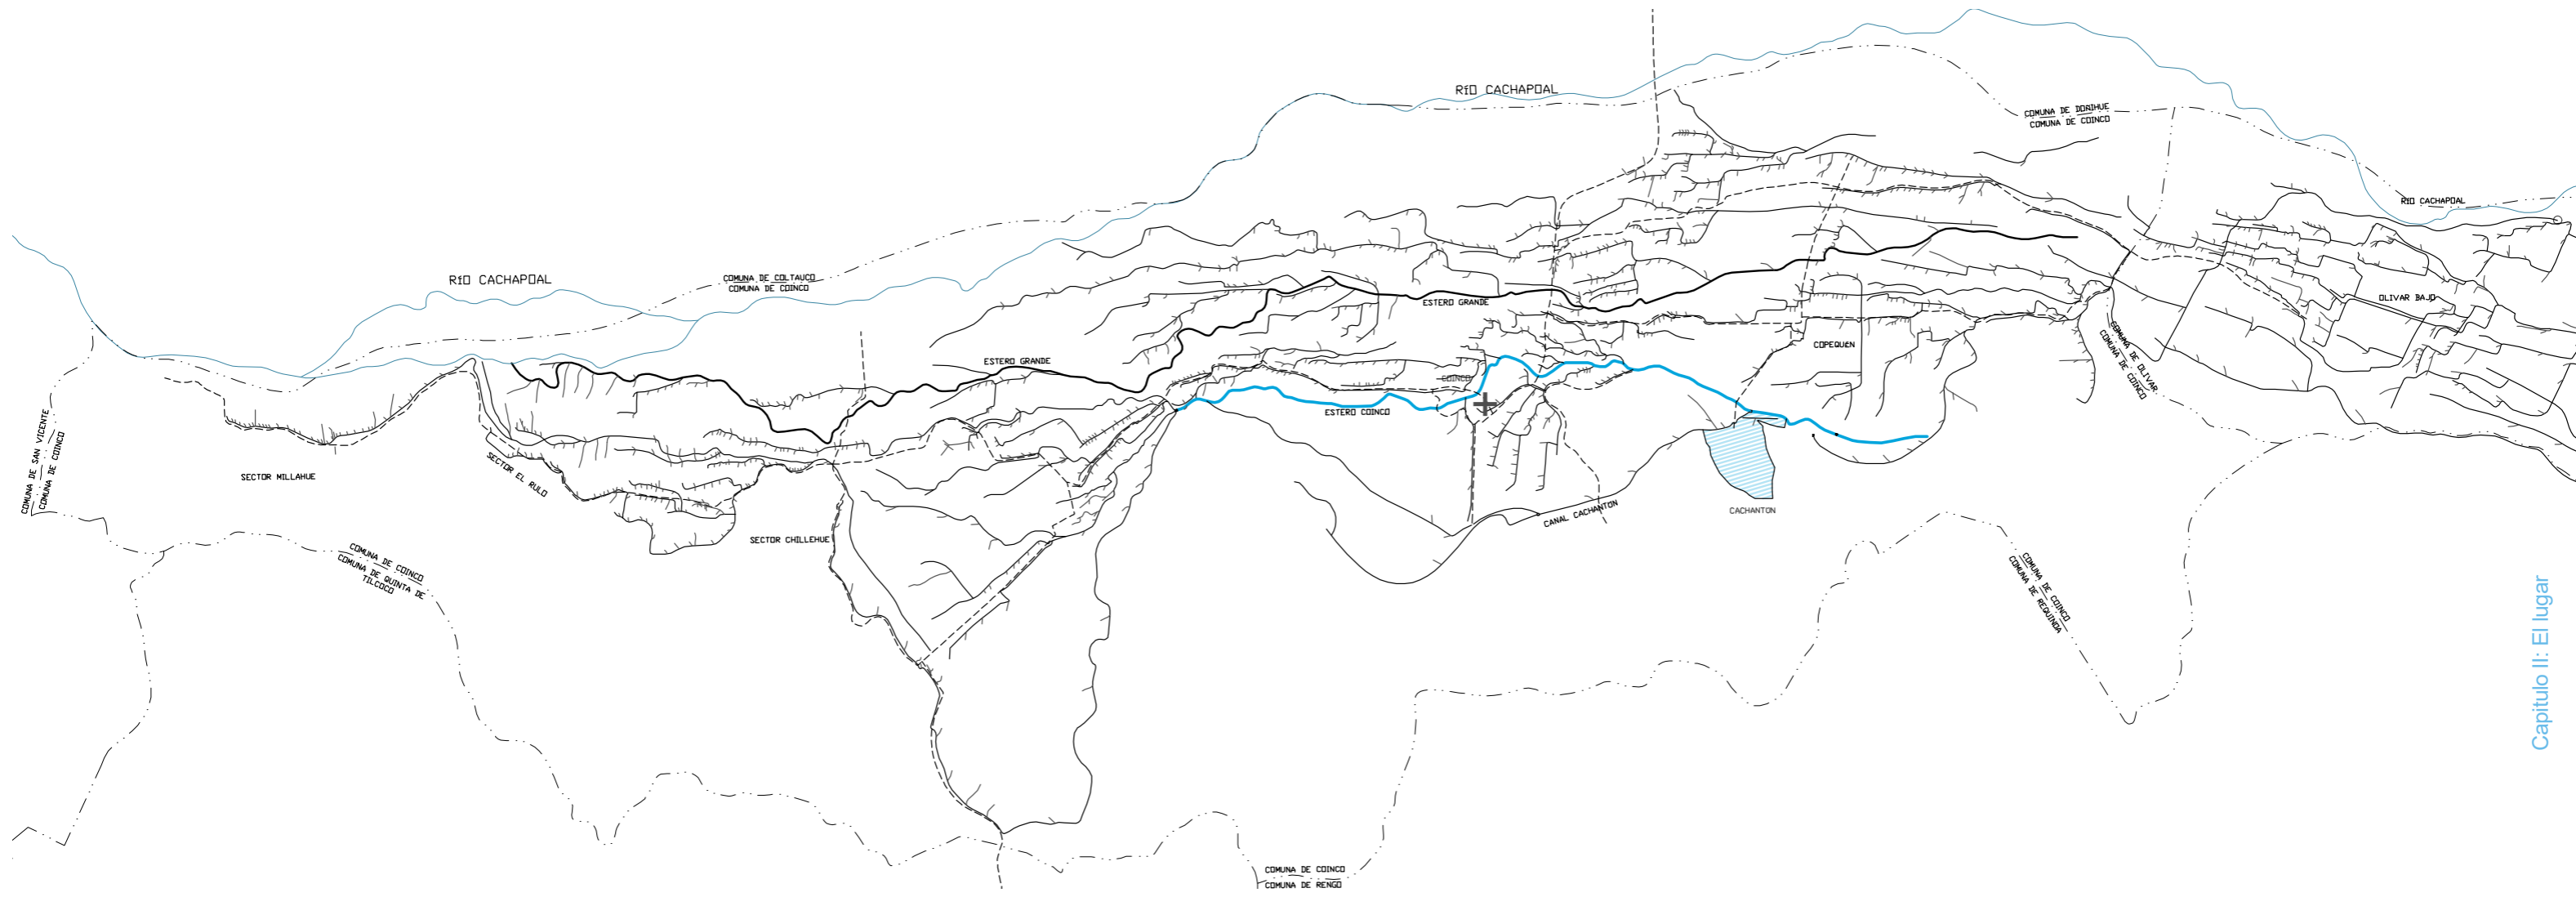 RÍO CACHAPOAL
COMUNA DE DOÑIHUE
COMUNA DE COINCO
RÍO CACHAPOAL
RÍO CACHAPOAL
COMUNA DE COLTAUCO
COMUNA DE COINCO
ESTERO GRANDE
OLIVAR BAJO
COMUNA DE OLIVAR
COMUNA DE COINCO
COPEQUéN
ESTERO GRANDE
COINCO
ESTERO COINCO
COMUNA DE SAN VICENTE
COMUNA DE COINCO
SECTOR MILLAHUE
SECTOR EL RULO
CANAL CACHANTON
CACHANTON
SECTOR CHILLEHUE
COMUNA DE COINCO
COMUNA DE QUINTA DE
TILCOCO
COMUNA DE COINCO
COMUNA DE REQUINOA
Capitulo II: El lugar
COMUNA DE COINCO
COMUNA DE RENGO